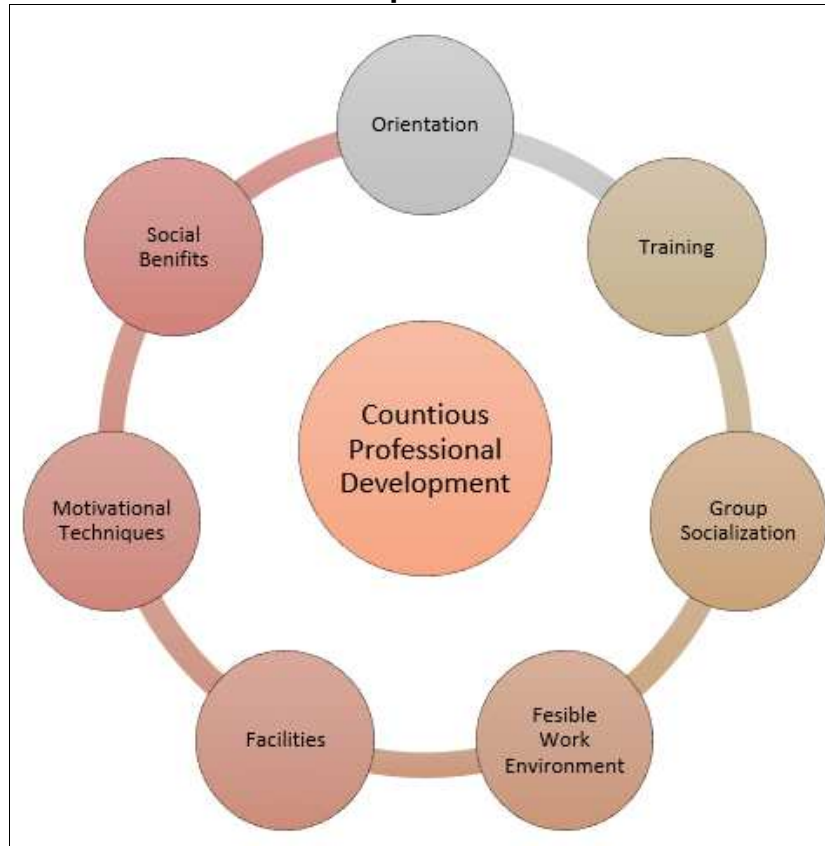 Orientation
Training
Group
Socialization
Fesible
Work
Environment
Facilities
Motivational
Techniques
Social
Benifits
Countious
Professional
Development